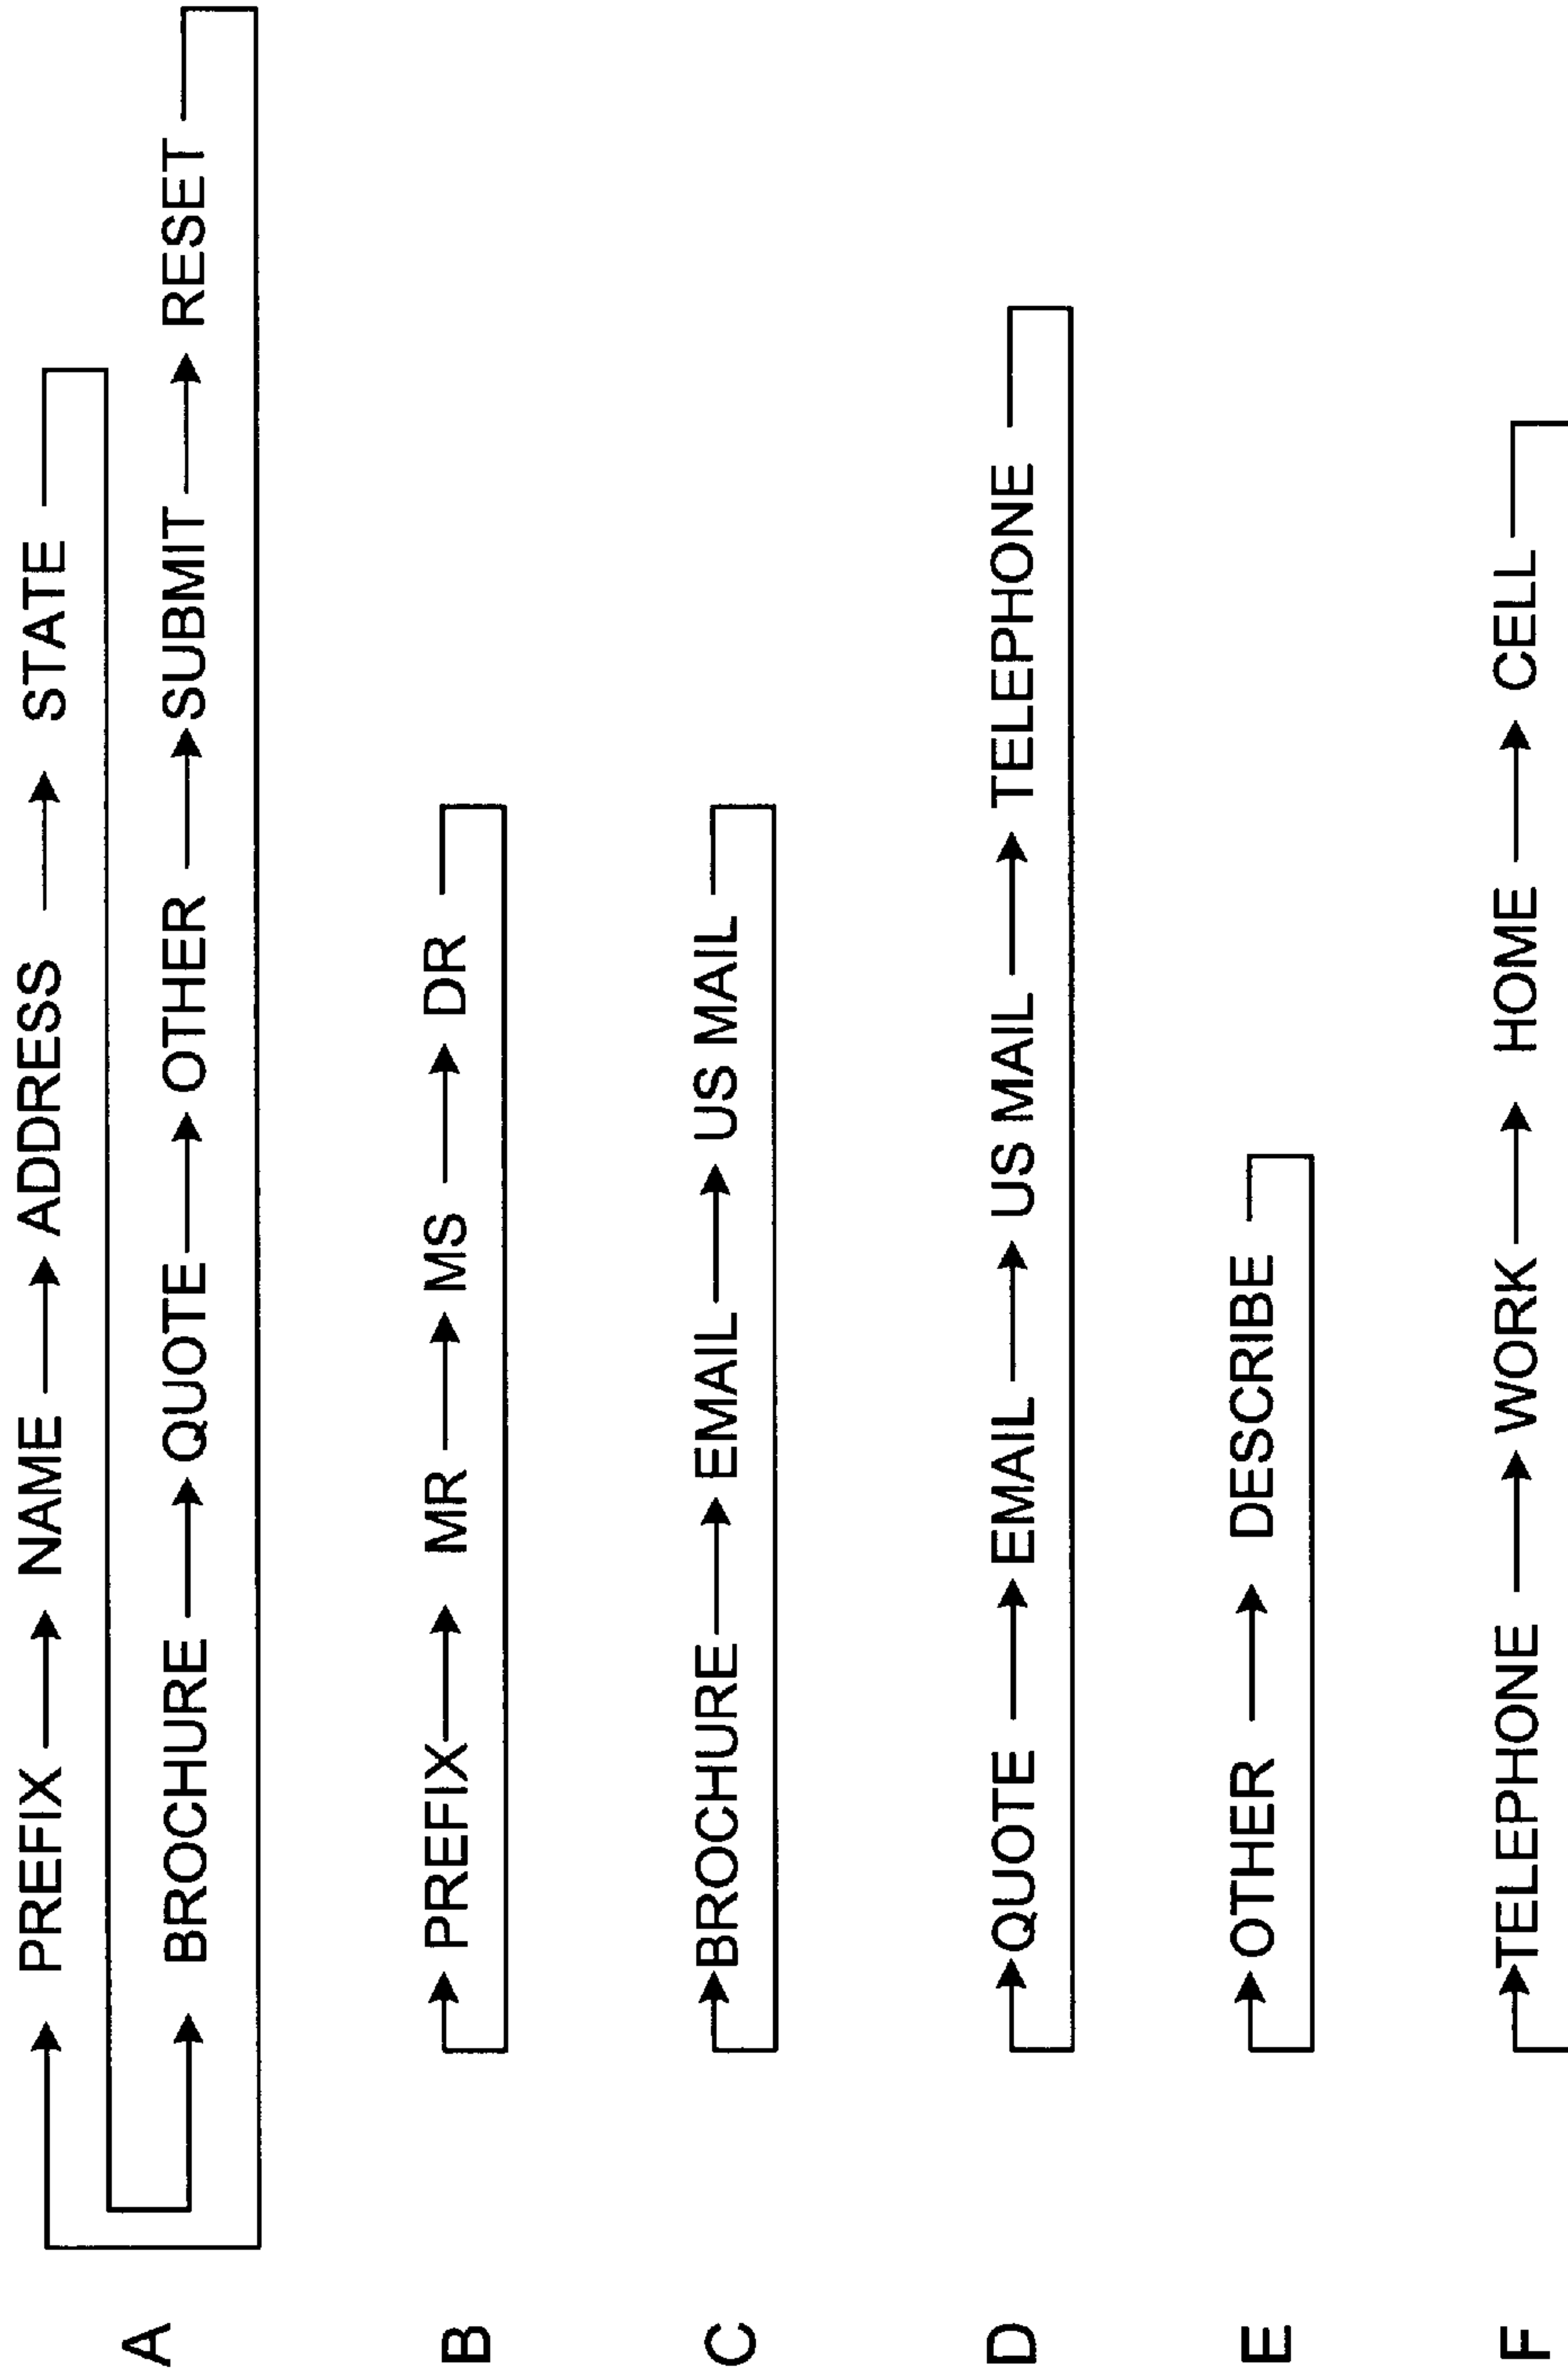 PREFIX NAME ADDRESS STATE
A
BROCHURE QUOTE OTHER SUBMIT RESET
B PREFIX MR MS DR
C BROCHURE EMAIL US MAIL
D QUOTE EMAIL US MAIL TELEPHONE
E OTHER DESCRIBE
F TELEPHONE WORK HOME CELL